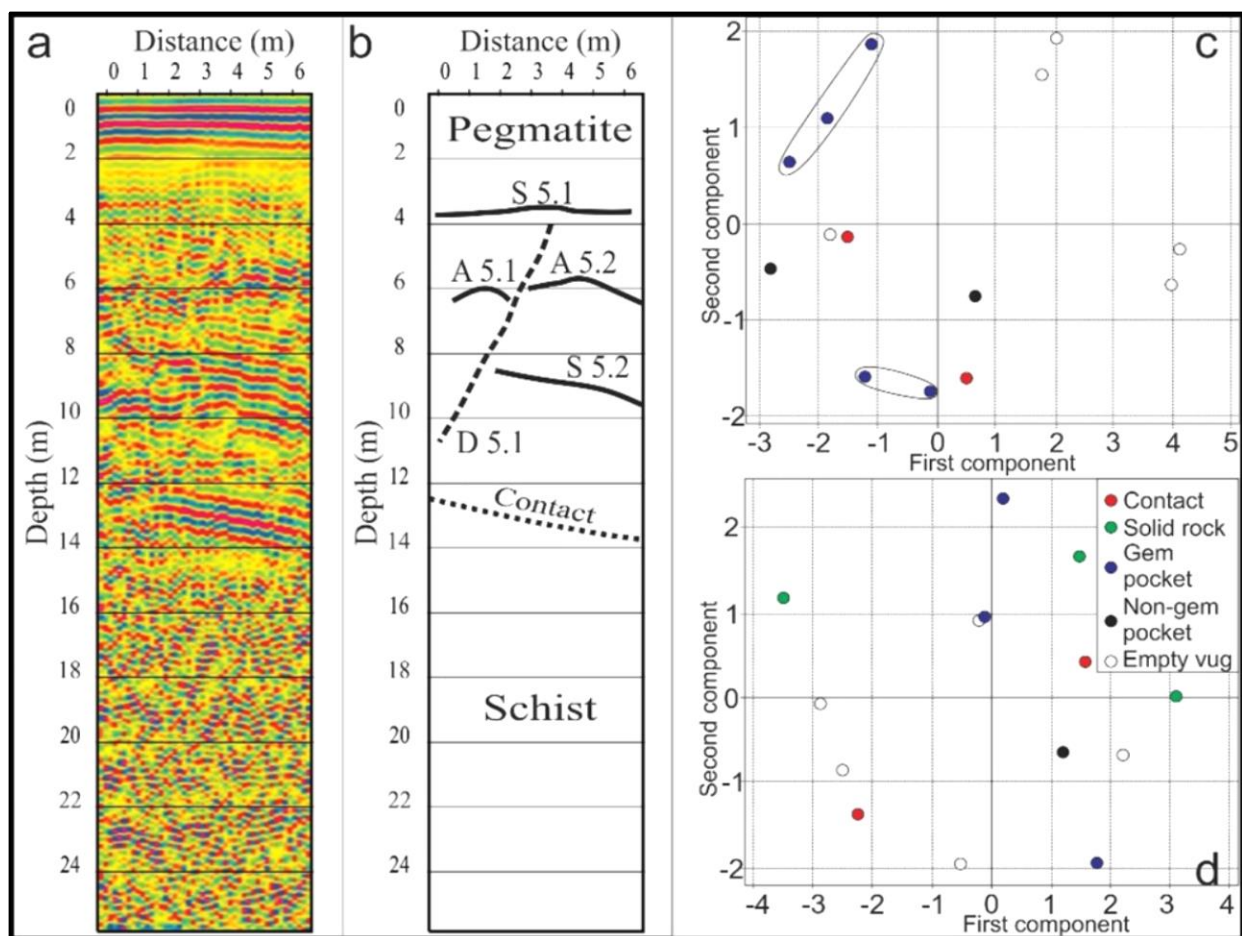 a
Distance (m)
0 1 2 3 4 5 6
Depth (m)
0
2
4
6
8
10
12
14
16
18
20
22
24
b
Distance (m)
0 2 4 6
Depth (m)
0
2
4
6
8
10
12
14
16
18
20
22
24
Pegmatite
S 5.1
A 5.1
A 5.2
S 5.2
D 5.1
Contact
Schist
c
Second component
2
1
0
-1
-2
-3 -2 -1 0 1 2 3 4 5
First component
Contact
Solid rock
Gem
pocket
Non-gem
pocket
Empty vug
Second component
2
1
0
-1
-2
d
-4 -3 -2 -1 0 1 2 3 4
First component